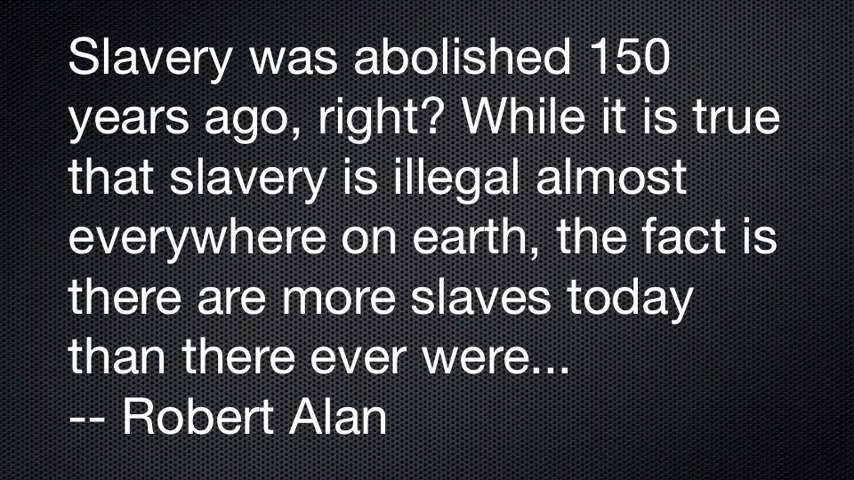 Slavery was abolished 150
years ago, right? While it is true
that slavery is illegal almost
everywhere on earth, the fact is
there are more slaves today
than there ever were...
-- Robert Alan